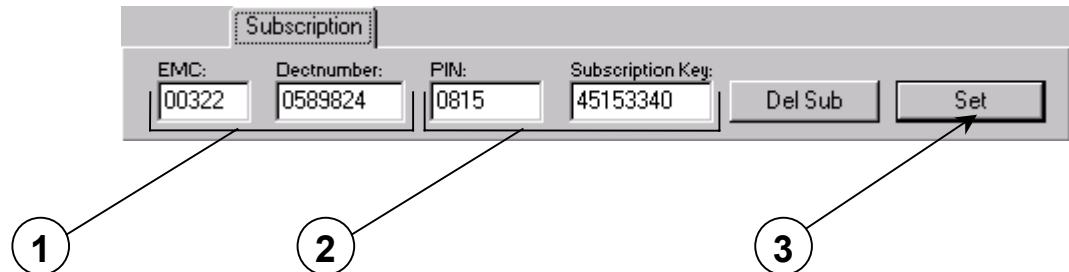 Subscription
EMC: Dectnumber: PIN: Subscription Key:
00322 0589824 0815 45153340 Del Sub Set
1 2 3